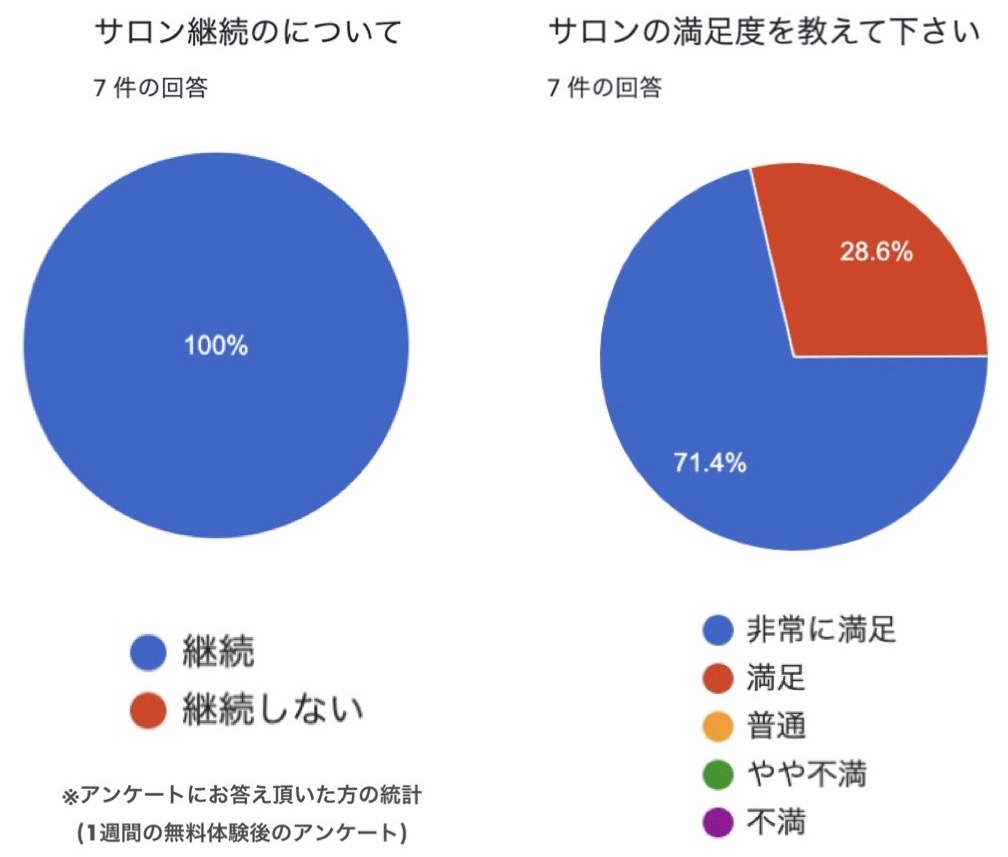 サロン継続のについて
7 件の回答
100%
継続
継続しない
※アンケートにお答え頂いた方の統計
(1週間の無料体験後のアンケート)
サロンの満足度を教えて下さい
7 件の回答
28.6%
71.4%
非常に満足
満足
普通
やや不満
不満